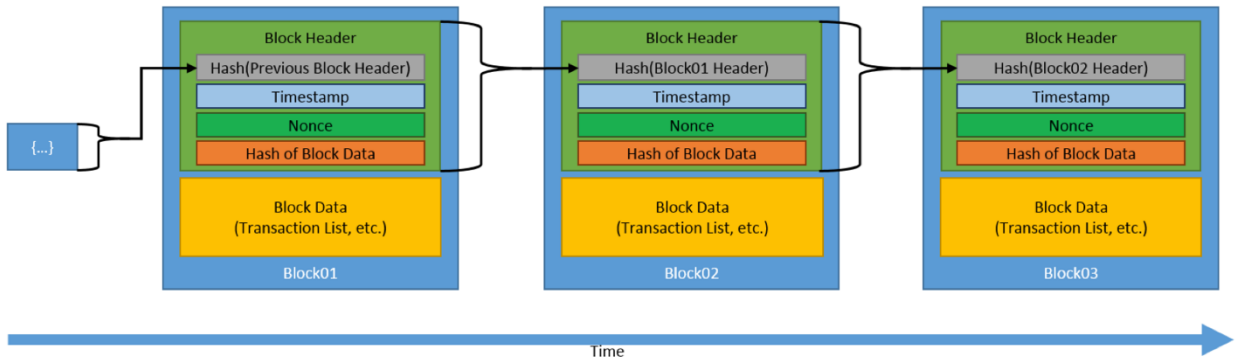 {...}
Block Header
Hash(Previous Block Header)
Timestamp
Nonce
Hash of Block Data
Block Data
(Transaction List, etc.)
Block01
Block Header
Hash(Block01 Header)
Timestamp
Nonce
Hash of Block Data
Block Data
(Transaction List, etc.)
Block02
Block Header
Hash(Block02 Header)
Timestamp
Nonce
Hash of Block Data
Block Data
(Transaction List, etc.)
Block03
Time